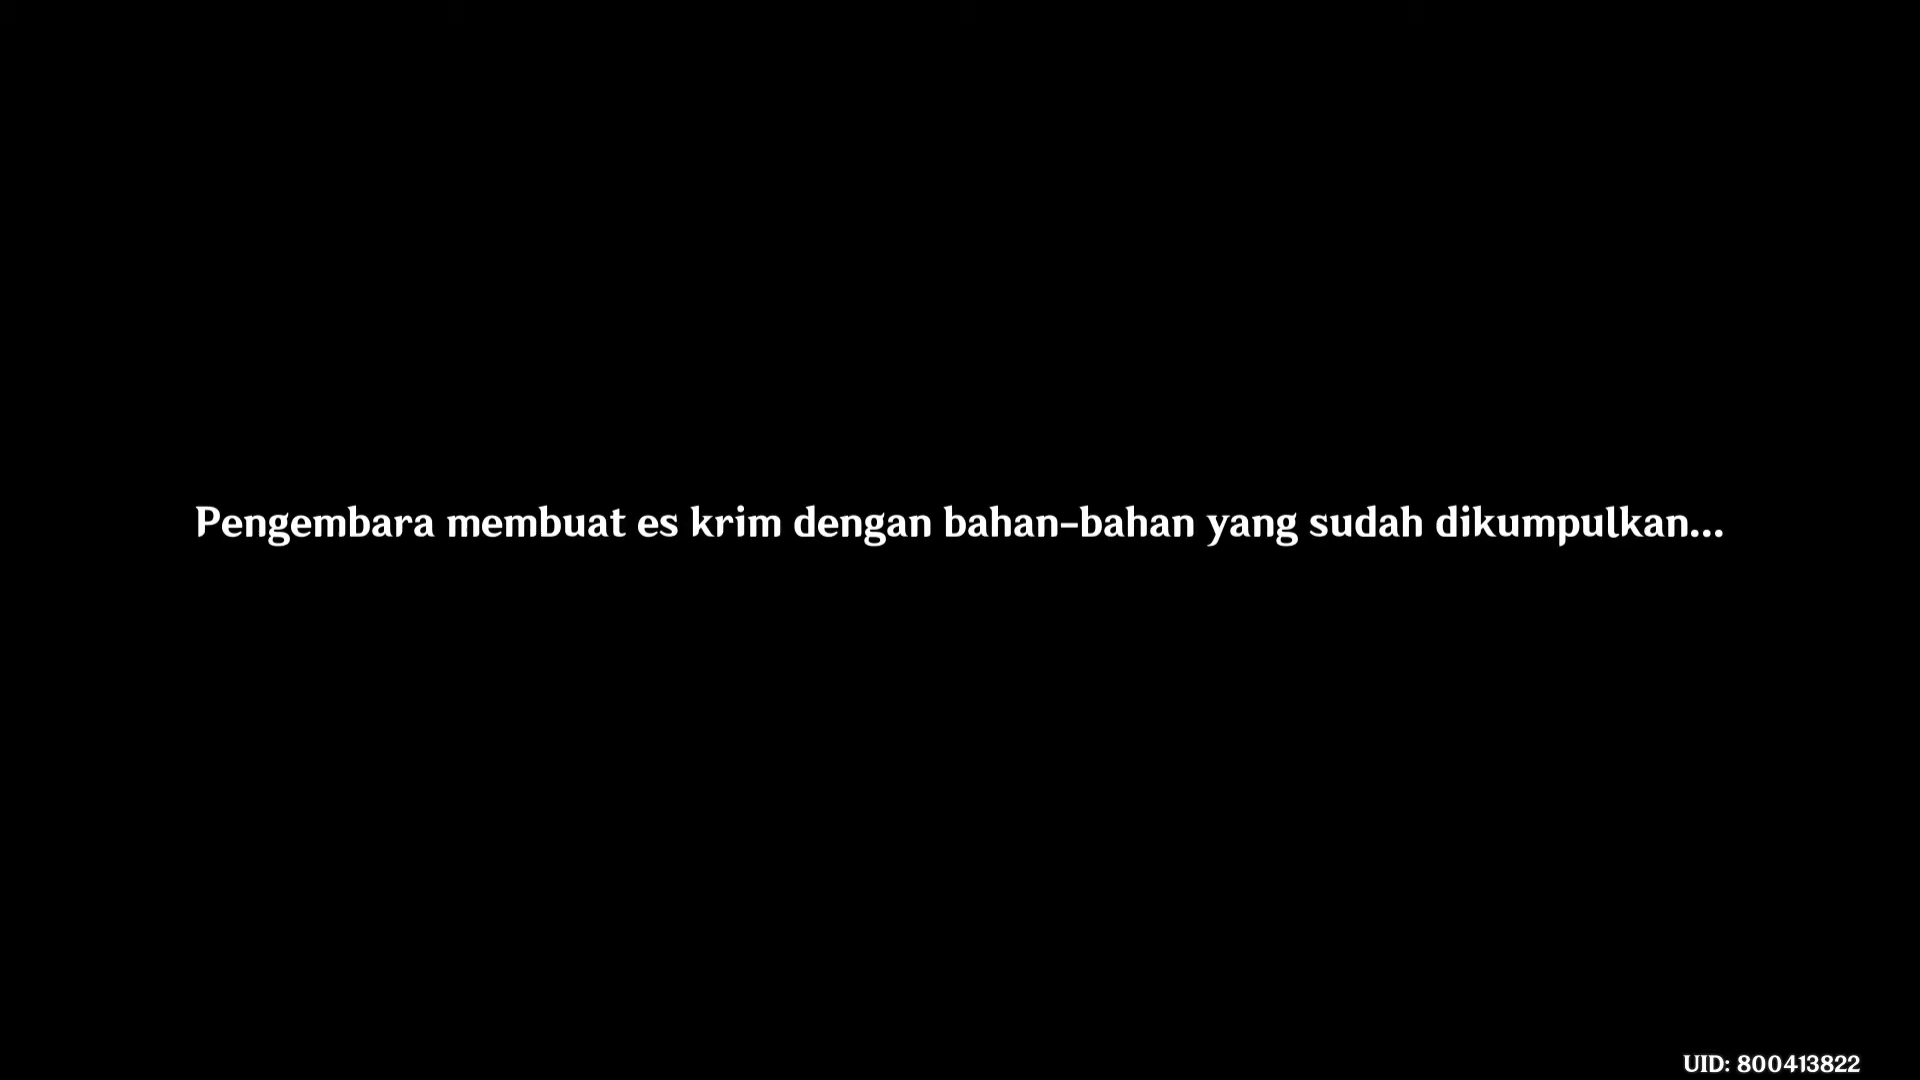 Pengembara membuat es krim dengan bahan-bahan yang sudah dikumpulkan...
UID: 800413822